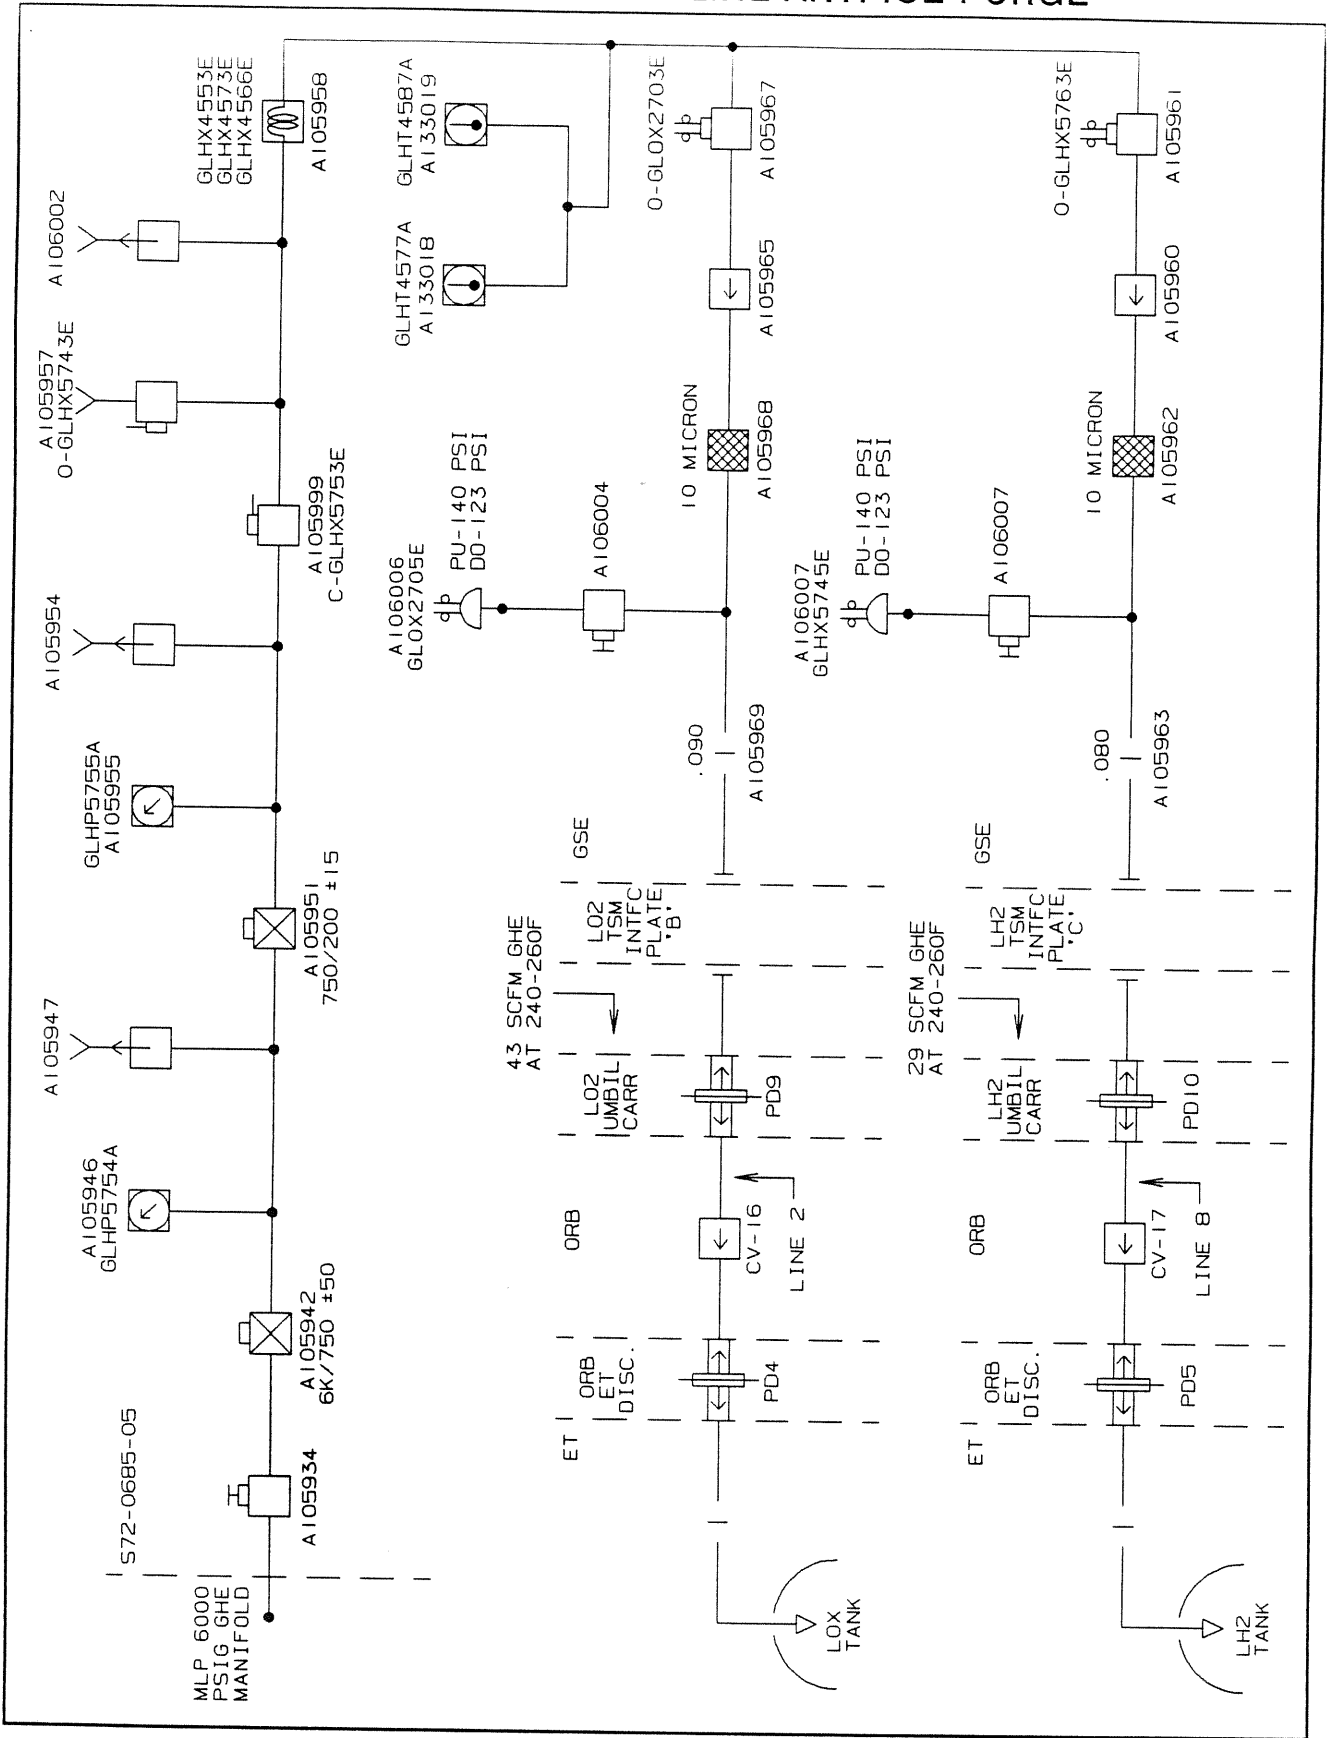 MLP 6000
PSIG GHE
MANIFOLD
S72-0685-05
A105934
A105942
6K/750 ±50
A105946
GLHP5754A
A105947
A105951
750/200 ±15
GLHP5755A
A105955
A105954
A105999
C-GLHX5753E
A105957
O-GLHX5743E
A106002
GLHX4553E
GLHX4573E
GLHX4566E
A105958
GLHT4577A
A133018
GLHT4587A
A133019
ET
ORB
ET
DISC.
ORB
LO2
UMBIL
CARR
43 SCFM GHE
AT 240-260F
LO2
TSM
INTFC
PLATE
'B'
GSE
A106006
GLOX2705E
PU-140 PSI
DO-123 PSI
A106004
10 MICRON
O-GLOX2703E
LOX
TANK
PD4
CV-16
LINE 2
PD9
.090
A105969
A105968
A105965
A105967
ET
ORB
ET
DISC.
ORB
LH2
UMBIL
CARR
29 SCFM GHE
AT 240-260F
LH2
TSM
INTFC
PLATE
'C'
GSE
A106007
GLHX5745E
PU-140 PSI
DO-123 PSI
A106007
10 MICRON
O-GLHX5763E
LH2
TANK
PD5
CV-17
LINE 8
PD10
.080
A105963
A105962
A105960
A105961